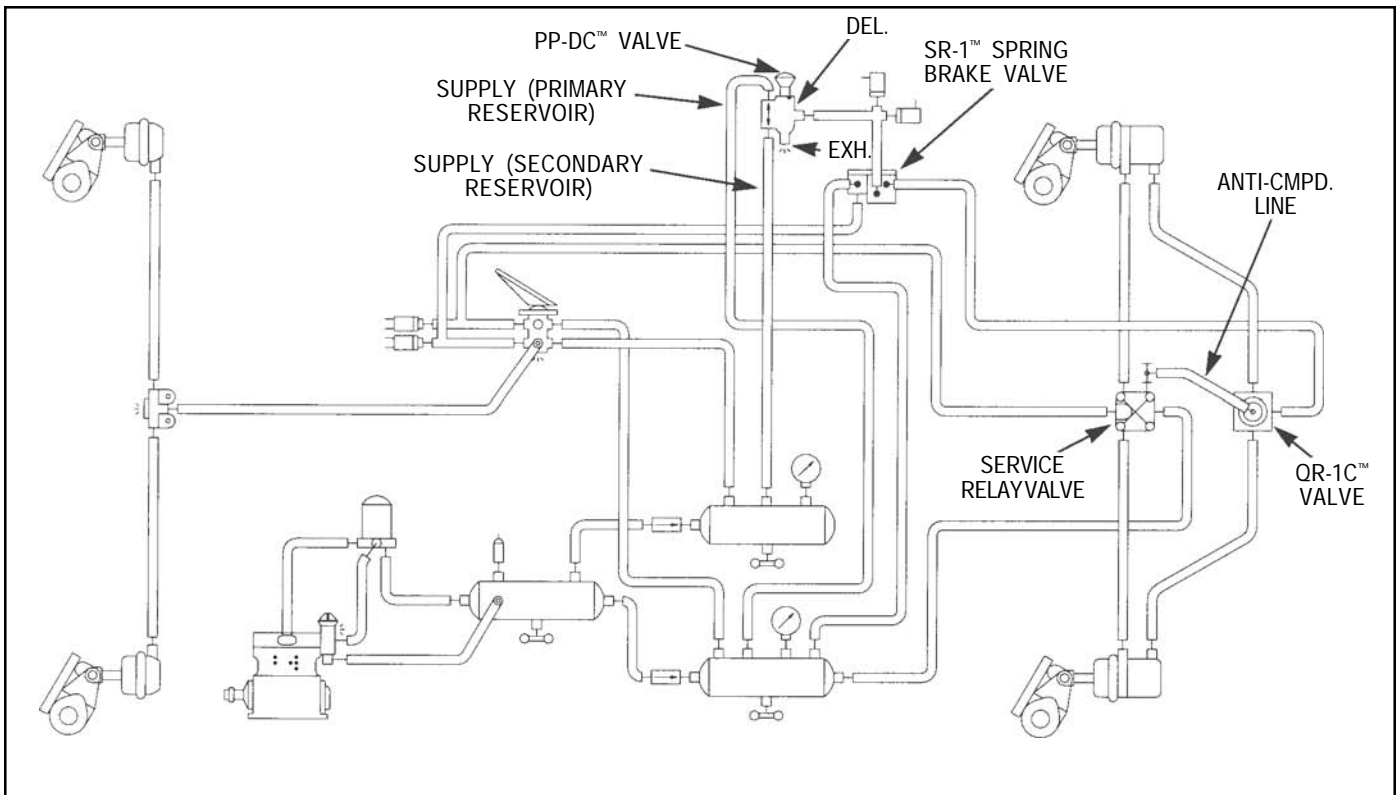 PP-DC™ VALVE
DEL.
SR-1™ SPRING
BRAKE VALVE
SUPPLY (PRIMARY
RESERVOIR)
EXH.
SUPPLY (SECONDARY
RESERVOIR)
ANTI-CMPD.
LINE
SERVICE
RELAYVALVE
QR-1C™
VALVE